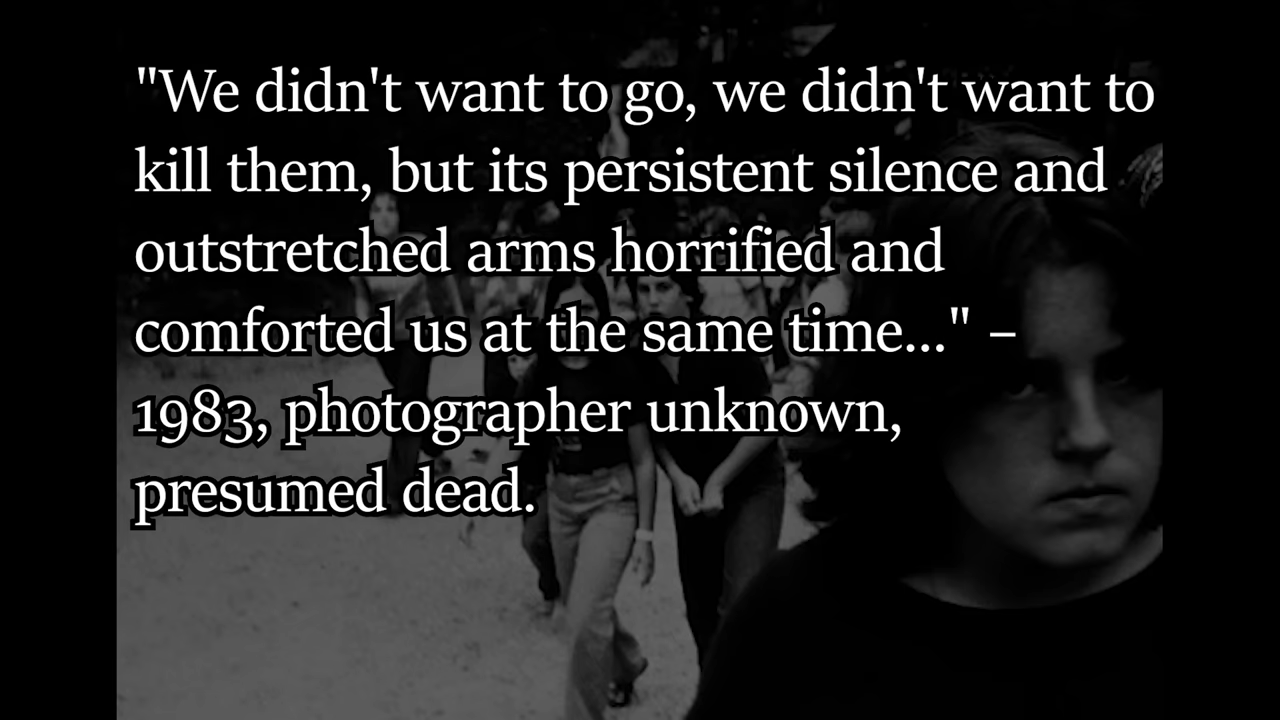 "We didn't want to go, we didn't want to
kill them, but its persistent silence and
outstretched arms horrified and
comforted us at the same time..." –
1983, photographer unknown,
presumed dead.